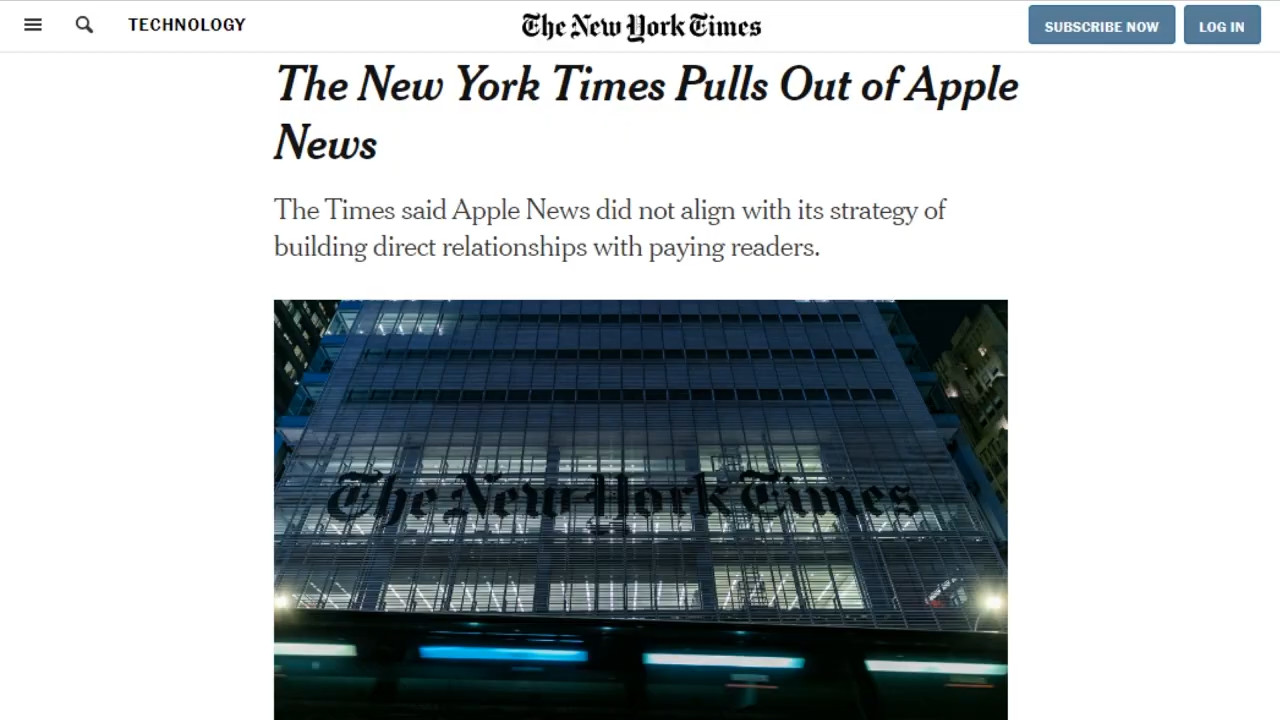 TECHNOLOGY
The New York Times
SUBSCRIBE NOW
LOG IN
The New York Times Pulls Out of Apple
News
The Times said Apple News did not align with its strategy of
building direct relationships with paying readers.
The New York Times